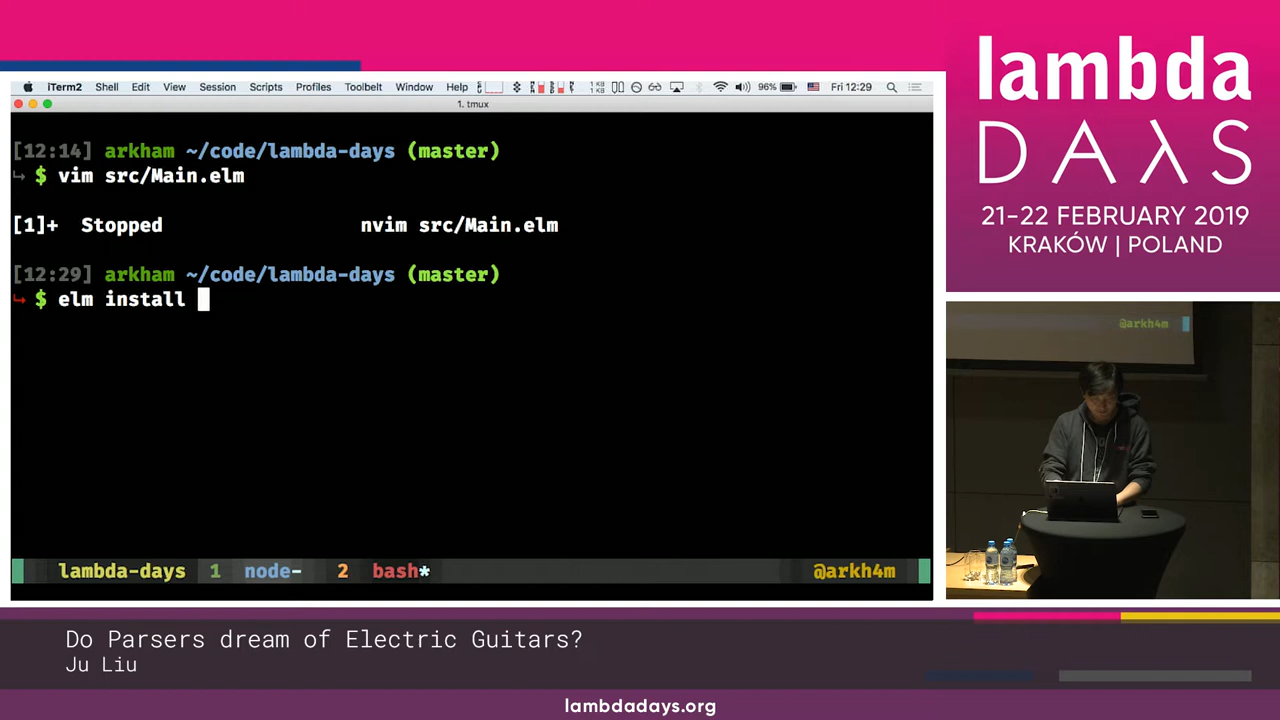 iTerm2 Shell Edit View Session Scripts Profiles Toolbelt Window Help 96% Fri 12:29
1. tmux
[12:14] arkham ~/code/lambda-days (master)
$ vim src/Main.elm
[1]+ Stopped nvim src/Main.elm
[12:29] arkham ~/code/lambda-days (master)
$ elm install
lambda-days 1 node- 2 bash* @arkh4m
lambda
DAλS
21-22 FEBRUARY 2019
KRAKÓW | POLAND
@arkh4m
Do Parsers dream of Electric Guitars?
Ju Liu
lambdadays.org